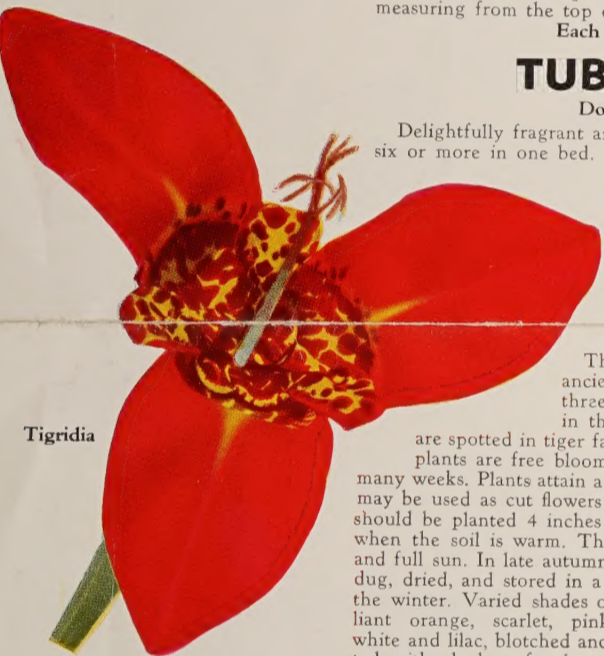 measuring from the top
Each
TUB
Do
Delightfully fragrant a
six or more in one bed.
Tigridia
Th
ancie
three
in th
are spotted in tiger fa
plants are free bloom
many weeks. Plants attain a
may be used as cut flowers
should be planted 4 inches
when the soil is warm. Th
and full sun. In late autumn
dug, dried, and stored in a
the winter. Varied shades o
liant orange, scarlet, pink
white and lilac, blotched and